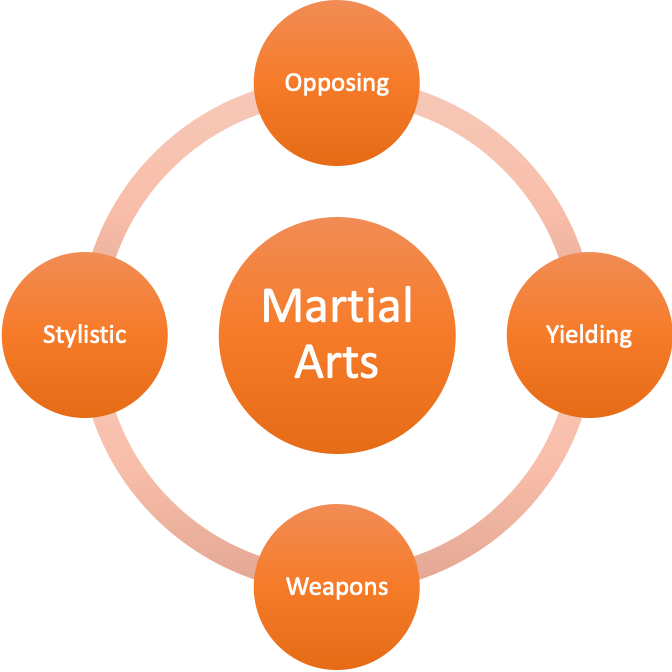 Opposing
Martial
Arts
Stylistic
Yielding
Weapons